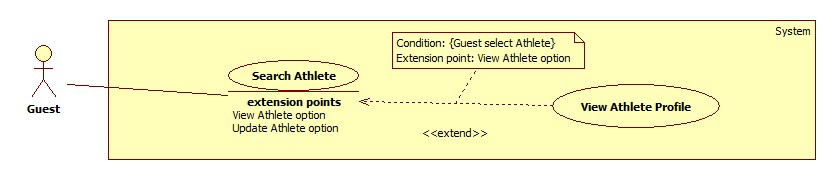 System
Condition: {Guest select Athlete}
Extension point: View Athlete option
Search Athlete
extension points
View Athlete option
Update Athlete option
Guest
View Athlete Profile
<<extend>>